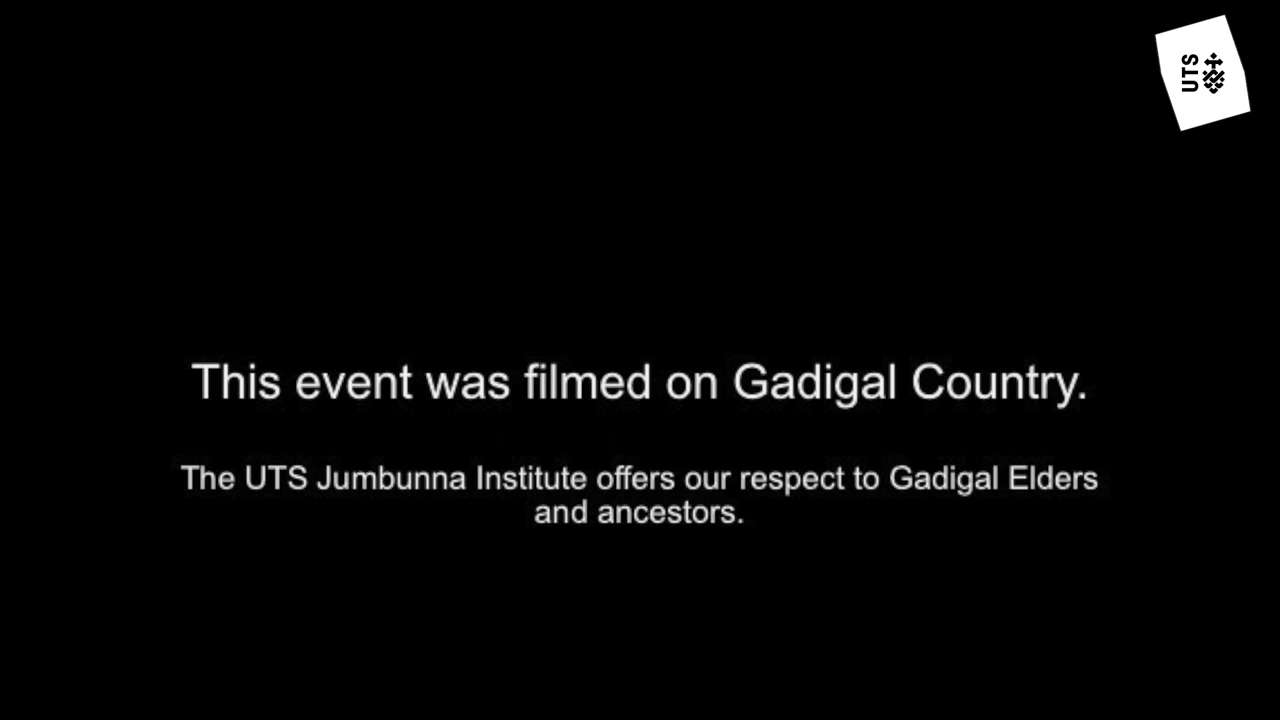 UTS
This event was filmed on Gadigal Country.
The UTS Jumbunna Institute offers our respect to Gadigal Elders
and ancestors.